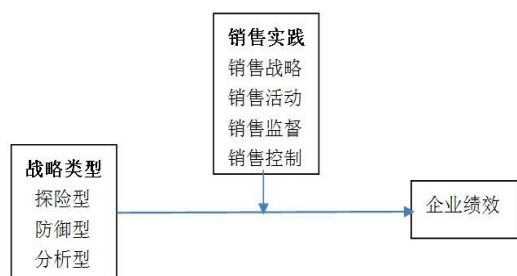 销售实践
销售战略
销售活动
销售监督
销售控制
战略类型
探险型
防御型
分析型
企业绩效